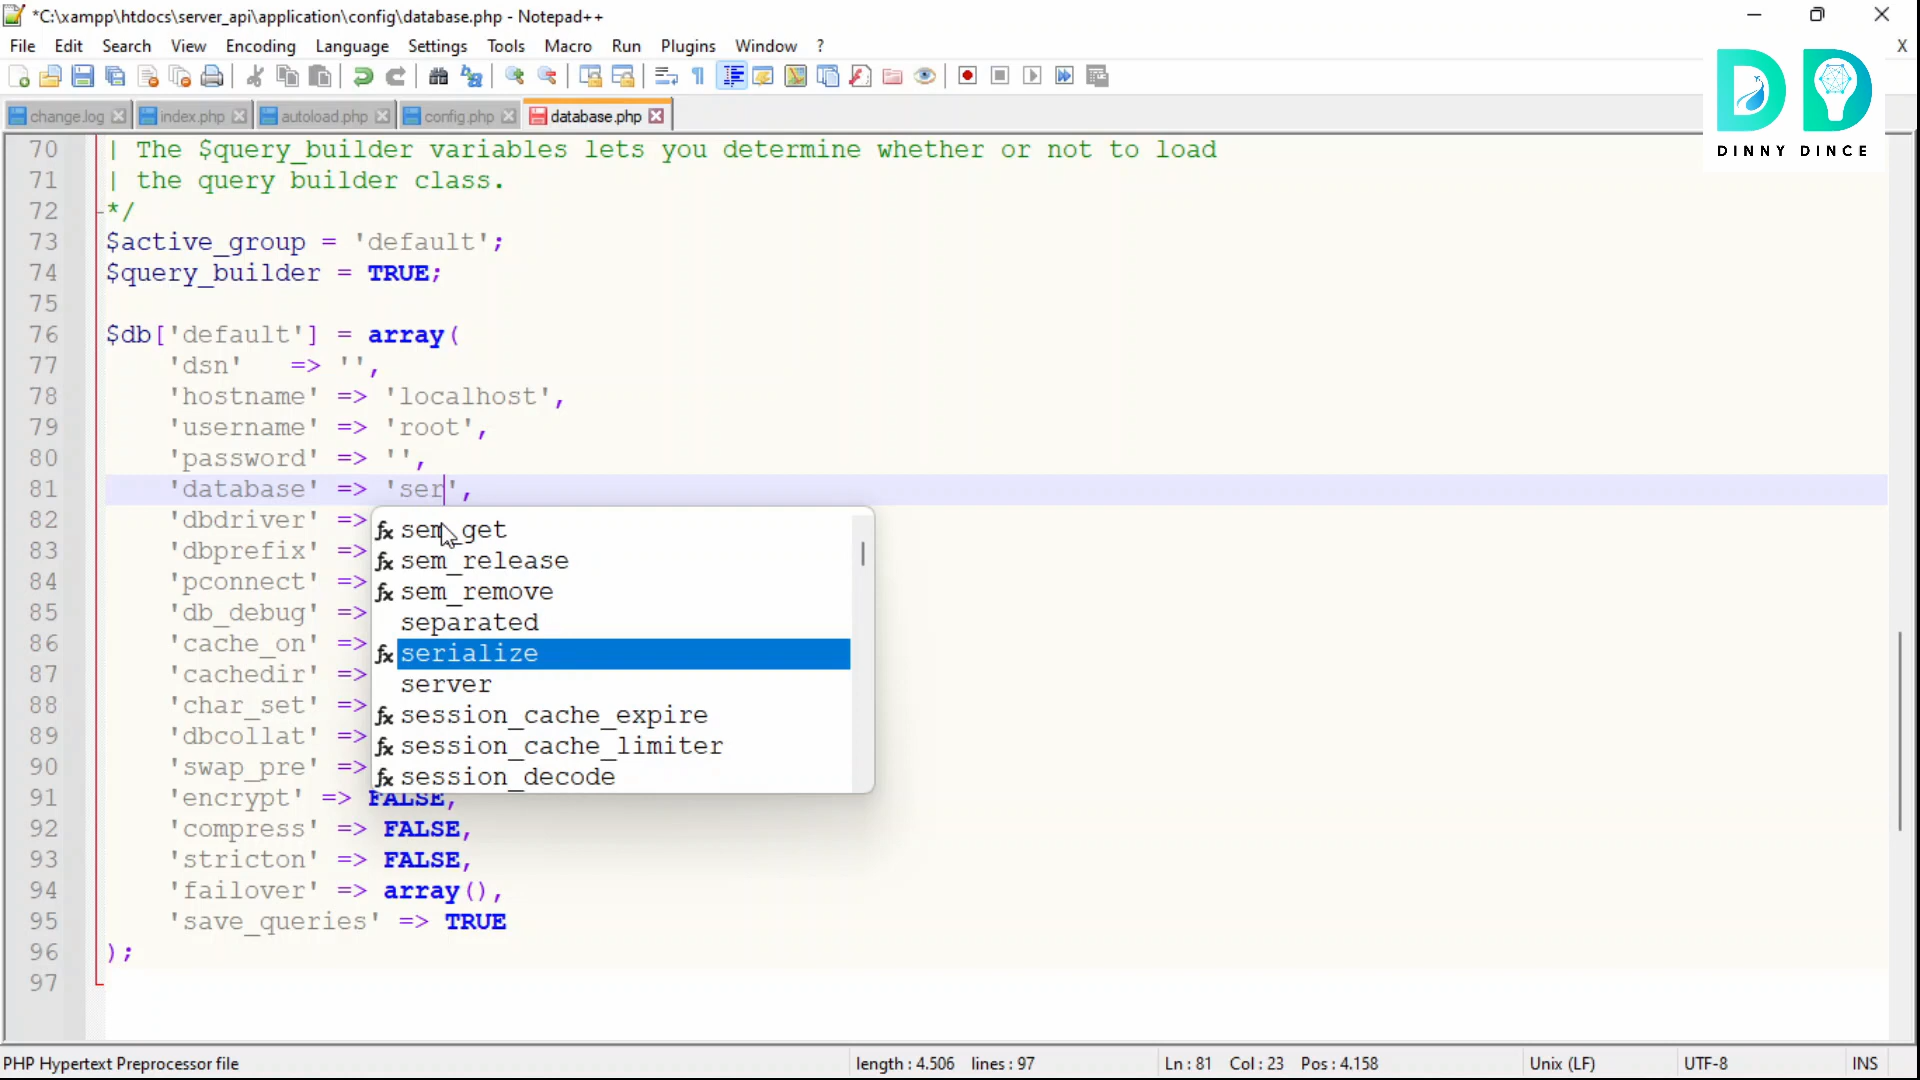 *C:\xampp\htdocs\server_api\application\config\database.php - Notepad++
File Edit Search View Encoding Language Settings Tools Macro Run Plugins Window ? X
change.log index.php autoload.php config.php database.php
DINNY DINCE
70 | The $query_builder variables lets you determine whether or not to load
71 | the query builder class.
72 */
73 $active_group = 'default';
74 $query_builder = TRUE;
75
76 $db['default'] = array(
77 'dsn' => '',
78 'hostname' => 'localhost',
79 'username' => 'root',
80 'password' => '',
81 'database' => 'ser',
82 'dbdriver' =>
83 'dbprefix' =>
84 'pconnect' =>
85 'db_debug' =>
86 'cache_on' =>
87 'cachedir' =>
88 'char_set' =>
89 'dbcollat' =>
90 'swap_pre' =>
91 'encrypt' => FALSE,
92 'compress' => FALSE,
93 'stricton' => FALSE,
94 'failover' => array(),
95 'save_queries' => TRUE
96 );
97
fx sem_get
fx sem_release
fx sem_remove
separated
fx serialize
server
fx session_cache_expire
fx session_cache_limiter
fx session_decode
PHP Hypertext Preprocessor file length : 4.506 lines : 97 Ln : 81 Col : 23 Pos : 4.158 Unix (LF) UTF-8 INS